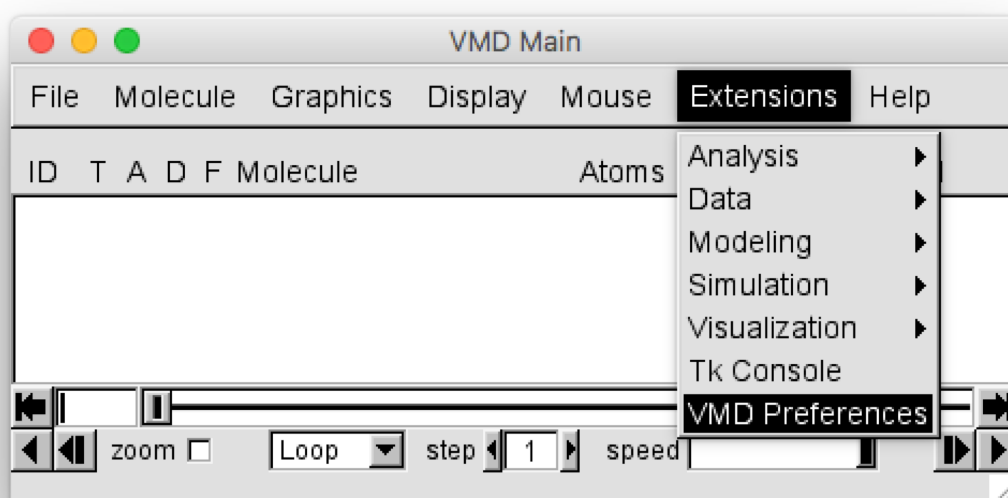 VMD Main
File Molecule Graphics Display Mouse Extensions Help
ID T A D F Molecule Atoms
Analysis
Data
Modeling
Simulation
Visualization
Tk Console
VMD Preferences
zoom Loop step 1 speed